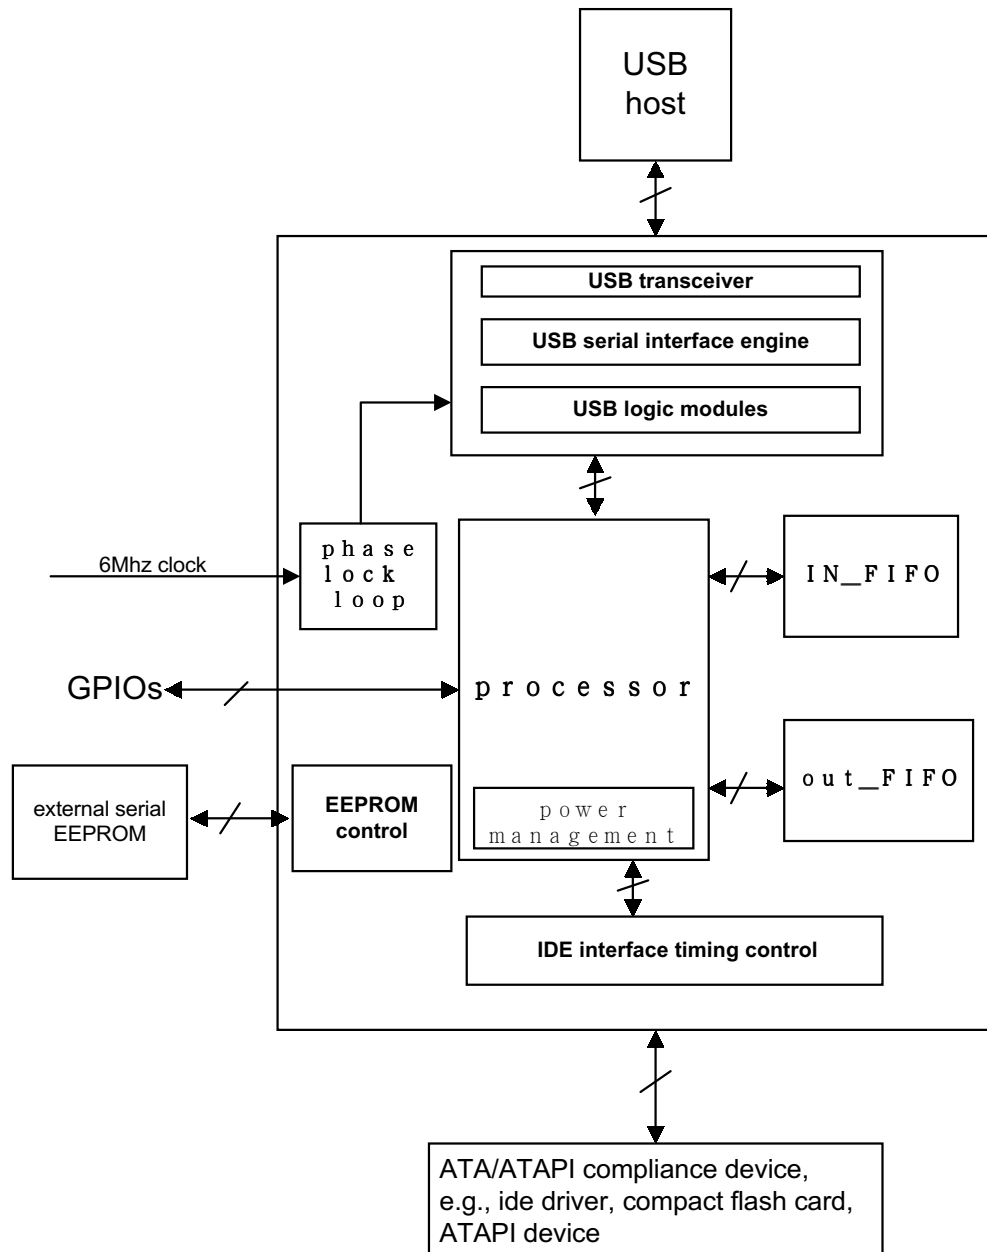 USB
host
USB transceiver
USB serial interface engine
USB logic modules
6Mhz clock
phase
lock
loop
IN_FIFO
GPIOs
processor
out_FIFO
external serial
EEPROM
EEPROM
control
power
management
IDE interface timing control
ATA/ATAPI compliance device,
e.g., ide driver, compact flash card,
ATAPI device